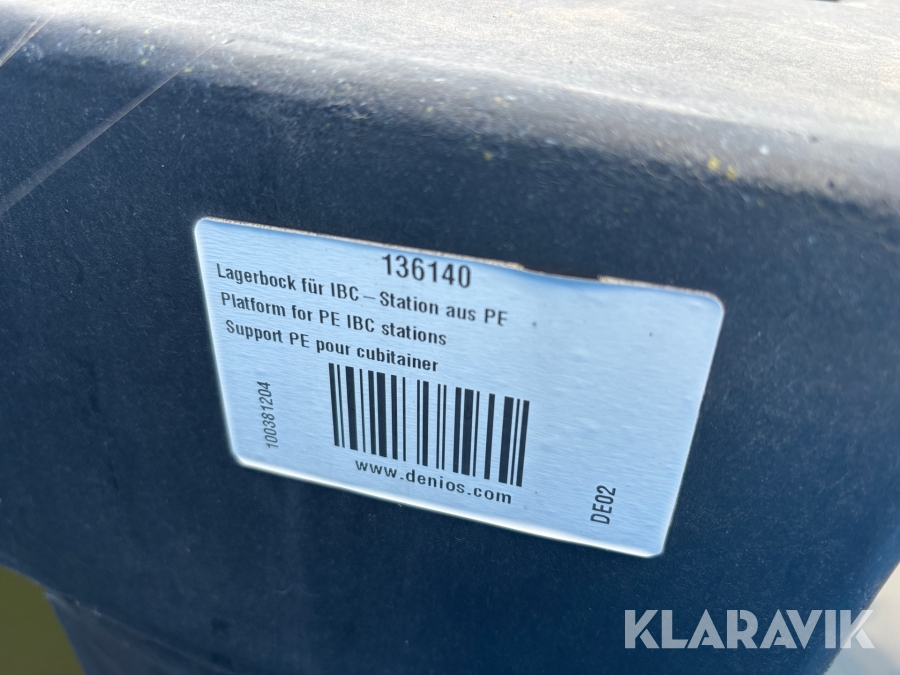 136140
Lagerbock für IBC – Station aus PE
Platform for PE IBC stations
Support PE pour cubitainer
100381204
www.denios.com
DE02
KLARAVIK